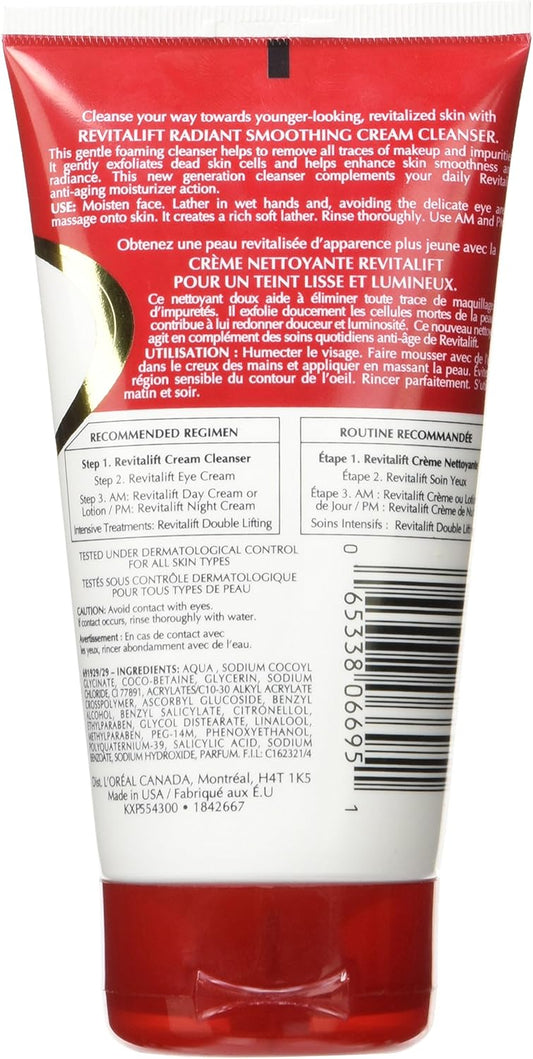 Cleanse your way towards younger-looking, revitalized skin with
REVITALIFT RADIANT SMOOTHING CREAM CLEANSER.
This gentle foaming cleanser helps to remove all traces of makeup and impurities
It gently exfoliates dead skin cells and helps enhance skin smoothness
radiance. This new generation cleanser complements your daily
anti-aging moisturizer action.
USE: Moisten face. Lather in wet hands and, avoiding the delicate eye
massage onto skin. It creates a rich soft lather. Rinse thoroughly. Use AM and
Obtenez une peau revitalisée d'apparence plus jeune avec la
CRÈME NETTOYANTE REVITALIFT
POUR UN TEINT LISSE ET LUMINEUX.
Ce nettoyant doux aide à éliminer toute trace de maquillage
d'impuretés. Il exfolie doucement les cellules mortes de la
contribue à lui redonner douceur et luminosité. Ce nouveau
agit en complément des soins quotidiens anti-âge de Revitalift.
UTILISATION : Humecter le visage. Faire mousser avec de
dans le creux des mains et appliquer en massant la peau.
région sensible du contour de l'oeil. Rincer parfaitement.
matin et soir.
RECOMMENDED REGIMEN
Step 1. Revitalift Cream Cleanser
Step 2. Revitalift Eye Cream
Step 3. AM: Revitalift Day Cream or
Lotion / PM: Revitalift Night Cream
Intensive Treatments: Revitalift Double Lifting
ROUTINE RECOMMANDÉE
Étape 1. Revitalift Crème Nettoyante
Étape 2. Revitalift Soin Yeux
Étape 3. AM : Revitalift Crème ou
de Jour / PM : Revitalift Crème de
Soins Intensifs : Revitalift Double
TESTED UNDER DERMATOLOGICAL CONTROL
FOR ALL SKIN TYPES
TESTÉS SOUS CONTRÔLE DERMATOLOGIQUE
POUR TOUS TYPES DE PEAU
CAUTION: Avoid contact with eyes.
If contact occurs, rinse thoroughly with water.
Avertissement : En cas de contact avec
les yeux, rincer abondamment avec de l'eau.
691929/29 – INGREDIENTS: AQUA , SODIUM COCOYL
GLYCINATE, COCO-BETAINE, GLYCERIN, SODIUM
CHLORIDE, CI 77891, ACRYLATES/C10-30 ALKYL ACRYLATE
CROSSPOLYMER, ASCORBYL GLUCOSIDE, BENZYL
ALCOHOL, BENZYL SALICYLATE, CITRONELLOL,
ETHYLPARABEN, GLYCOL DISTEARATE, LINALOOL,
METHYLPARABEN, PEG-14M, PHENOXYETHANOL,
POLYQUATERNIUM-39, SALICYLIC ACID, SODIUM
BENZOATE, SODIUM HYDROXIDE, PARFUM. F.I.L: C162321/4
Dist. L'ORÉAL CANADA, Montréal, H4T 1K5
Made in USA / Fabriqué aux É.U
KXP554300 • 1842667
0 65338 06695 1